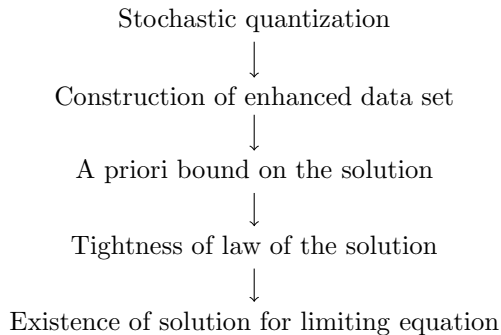 Stochastic quantization
Construction of enhanced data set
A priori bound on the solution
Tightness of law of the solution
Existence of solution for limiting equation